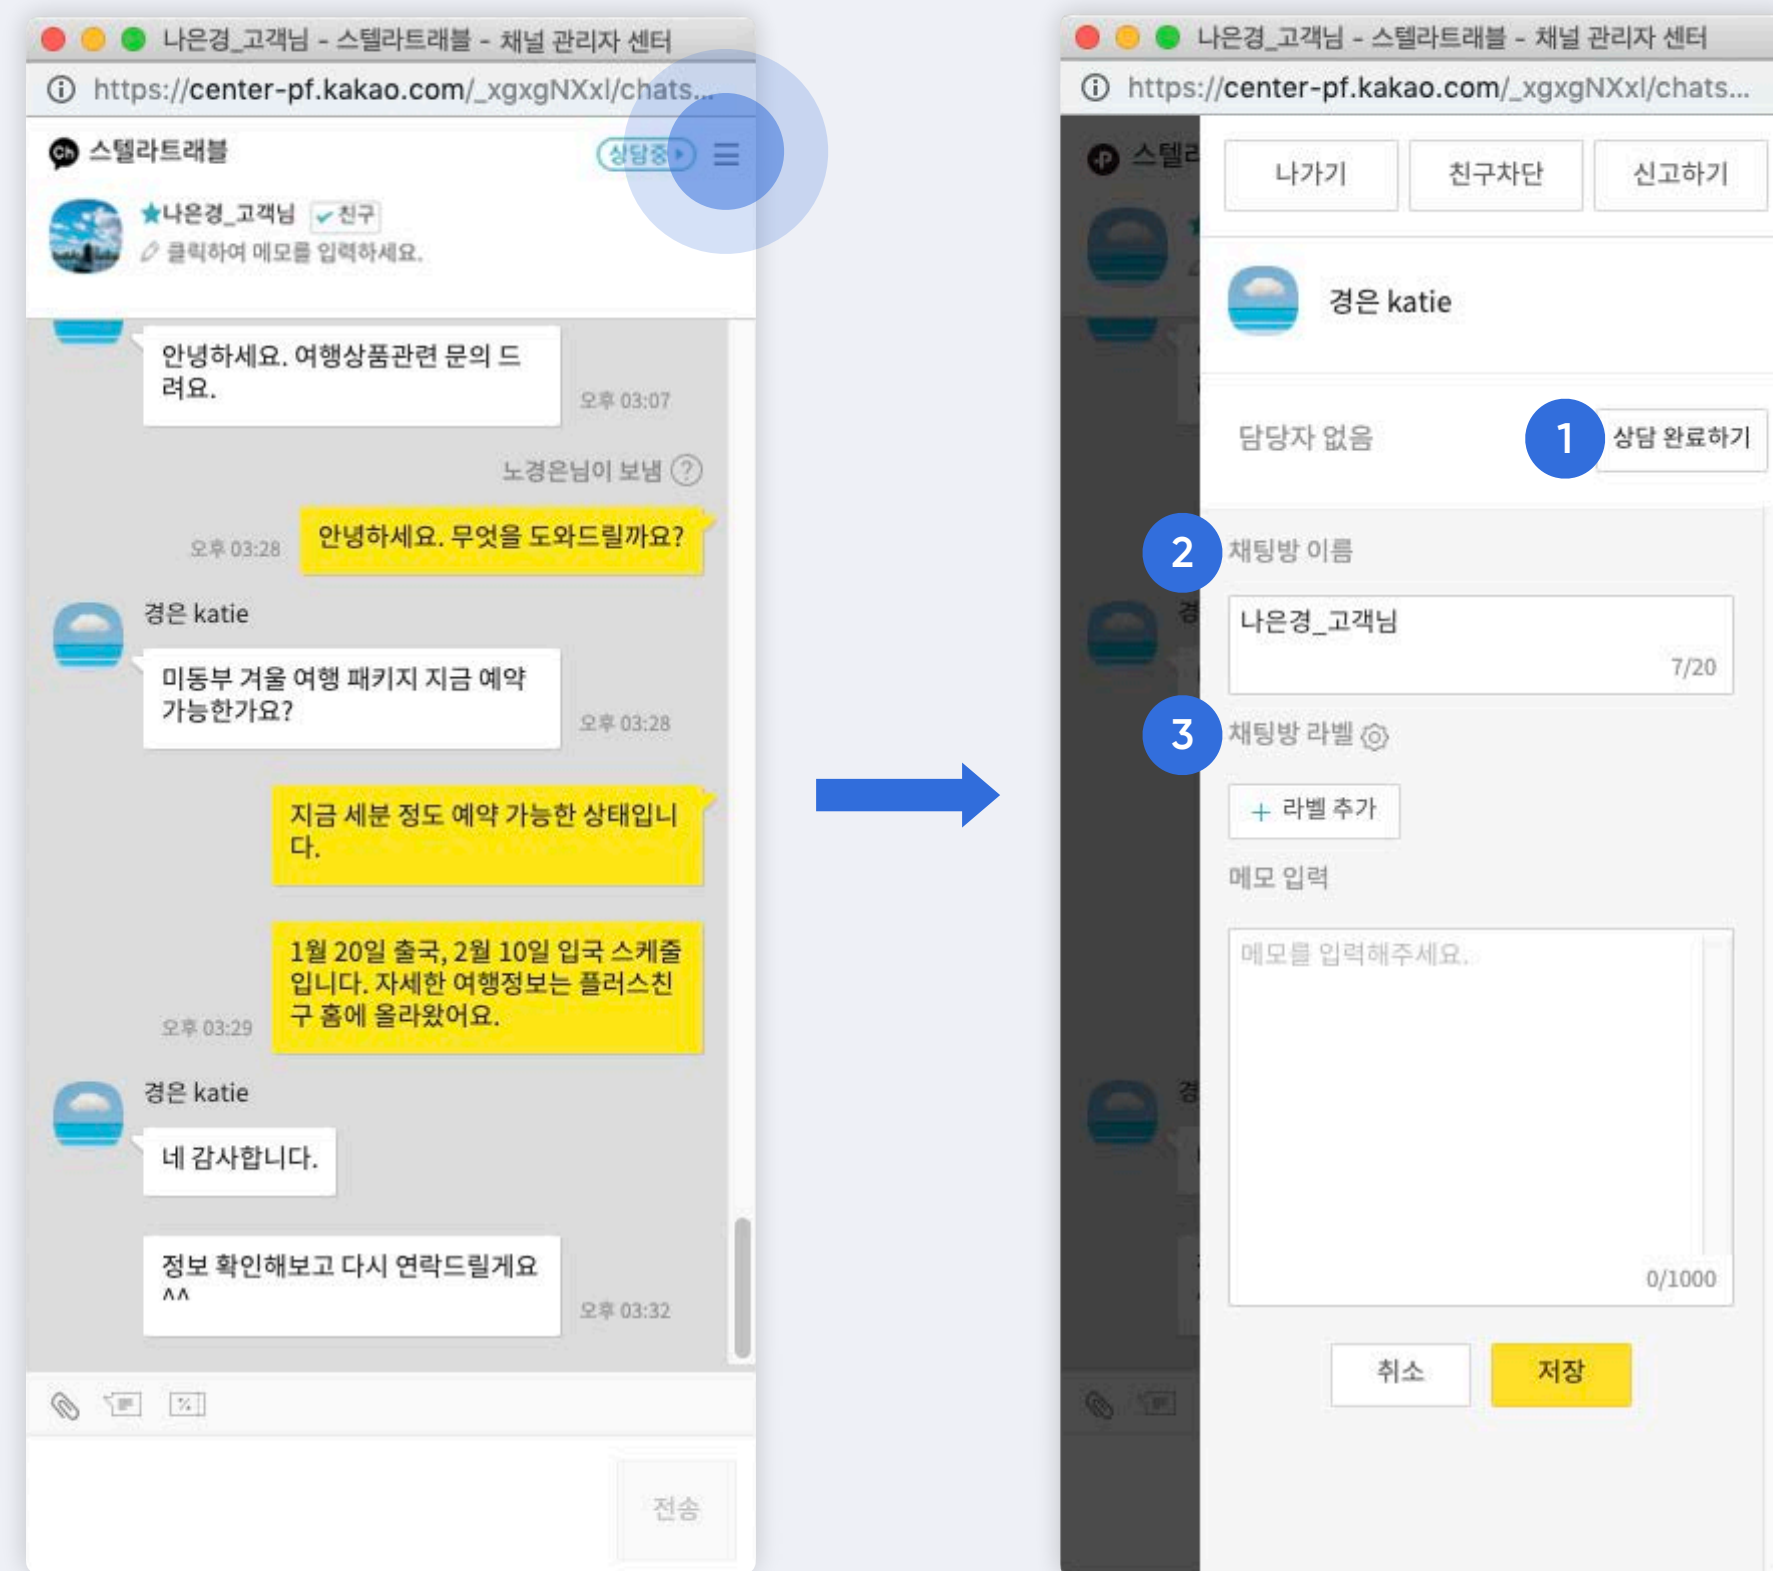 나은경_고객님 - 스텔라트래블 - 채널 관리자 센터
https://center-pf.kakao.com/_xgxgNXxl/chats...
Ch 스텔라트래블
상담중
★나은경_고객님 ✓친구
클릭하여 메모를 입력하세요.
안녕하세요. 여행상품관련 문의 드
려요.
오후 03:07
노경은님이 보냄 ?
안녕하세요. 무엇을 도와드릴까요?
오후 03:28
경은 katie
미동부 겨울 여행 패키지 지금 예약
가능한가요?
오후 03:28
지금 세분 정도 예약 가능한 상태입니
다.
1월 20일 출국, 2월 10일 입국 스케줄
입니다. 자세한 여행정보는 플러스친
구 홈에 올라왔어요.
오후 03:29
경은 katie
네 감사합니다.
정보 확인해보고 다시 연락드릴게요
^^
오후 03:32
전송
나은경_고객님 - 스텔라트래블 - 채널 관리자 센터
https://center-pf.kakao.com/_xgxgNXxl/chats...
스텔라
나가기
친구차단
신고하기
경은 katie
담당자 없음
1
상담 완료하기
2
채팅방 이름
나은경_고객님
7/20
3
채팅방 라벨
+ 라벨 추가
메모 입력
메모를 입력해주세요.
0/1000
취소
저장